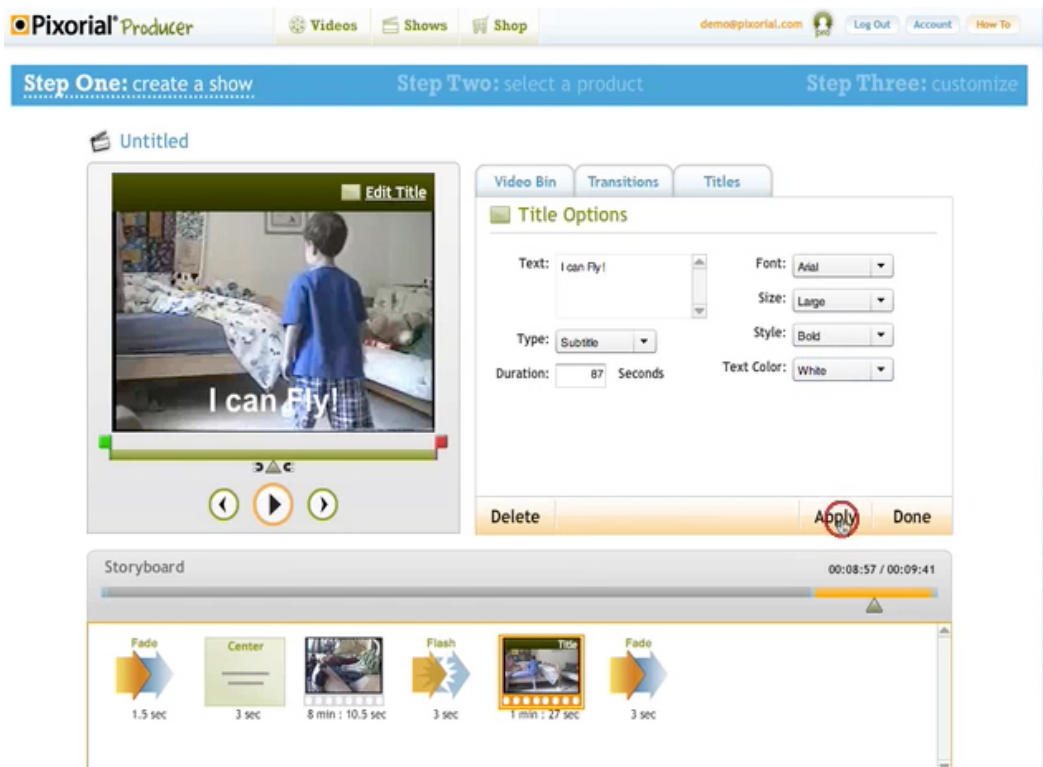 Pixorial® Producer Videos Shows Shop demo@pixorial.com pro Log Out Account How To
Step One: create a show Step Two: select a product Step Three: customize
Untitled
Edit Title
I can Fly!
Video Bin Transitions Titles
Title Options
Text: I can Fly!
Font: Arial
Size: Large
Type: Subtitle
Style: Bold
Duration: 87 Seconds
Text Color: White
Delete Apply Done
Storyboard 00:08:57 / 00:09:41
Fade Center Flash Title Fade
1.5 sec 3 sec 8 min : 10.5 sec 3 sec 1 min : 27 sec 3 sec